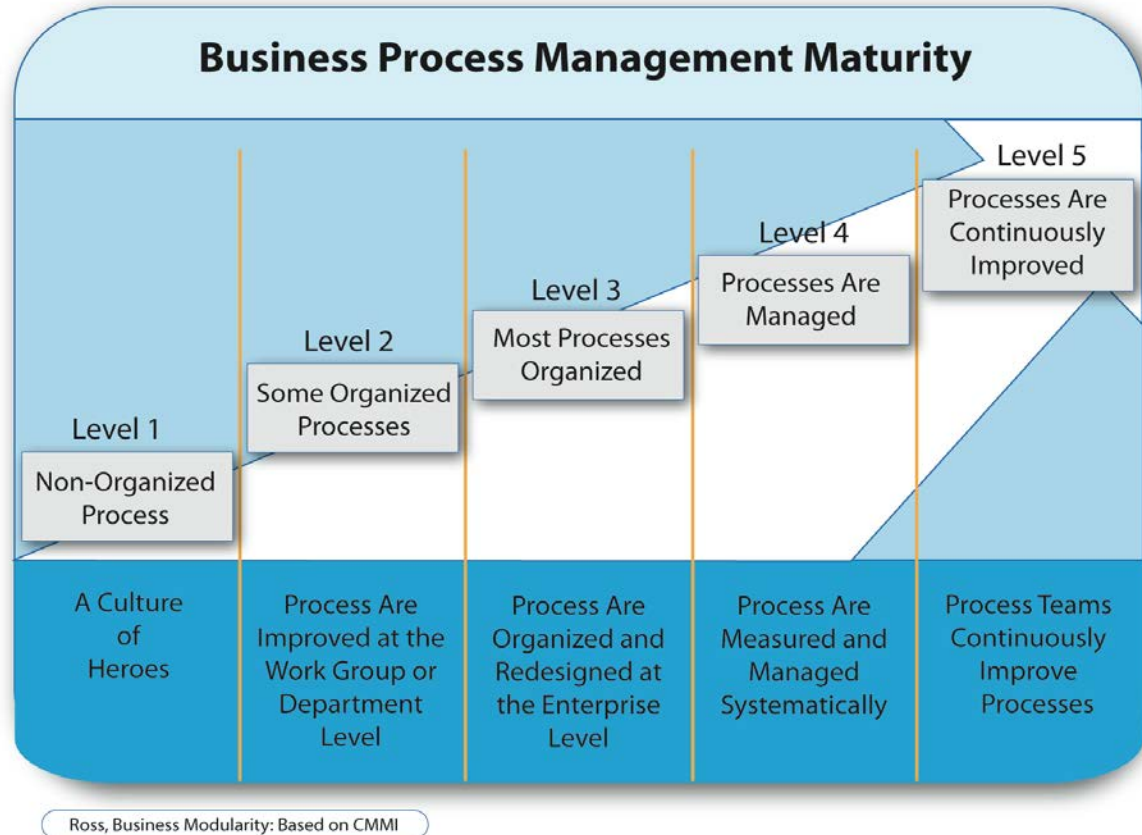 Business Process Management Maturity
Level 1
Non-Organized
Process
Level 2
Some Organized
Processes
Level 3
Most Processes
Organized
Level 4
Processes Are
Managed
Level 5
Processes Are
Continuously
Improved
A Culture
of
Heroes
Process Are
Improved at the
Work Group or
Department
Level
Process Are
Organized and
Redesigned at
the Enterprise
Level
Process Are
Measured and
Managed
Systematically
Process Teams
Continuously
Improve
Processes
Ross, Business Modularity: Based on CMMI